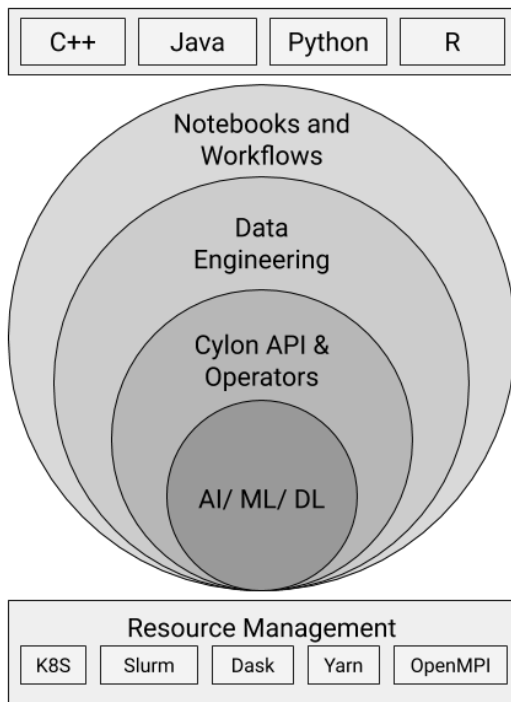 C++ Java Python R
Notebooks and
Workflows
Data
Engineering
Cylon API &
Operators
AI/ ML/ DL
Resource Management
K8S Slurm Dask Yarn OpenMPI